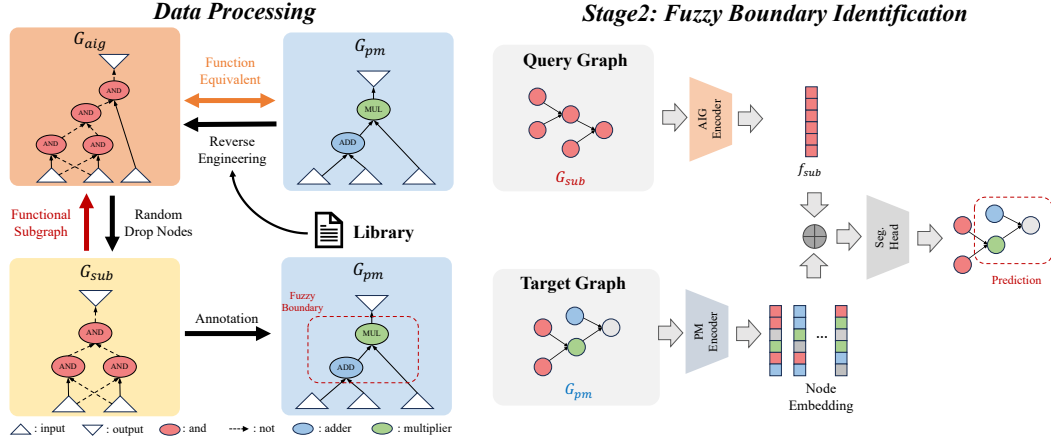 Data Processing
G_aig
AND
AND
AND
AND
Function
Equivalent
Reverse
Engineering
G_pm
MUL
ADD
Functional
Subgraph
Random
Drop Nodes
Library
G_sub
AND
AND
AND
Annotation
G_pm
Fuzzy
Boundary
MUL
ADD
: input
: output
: and
: not
: adder
: multiplier
Stage2: Fuzzy Boundary Identification
Query Graph
G_sub
AIG
Encoder
f_sub
Seg.
Head
Prediction
Target Graph
G_pm
PM
Encoder
...
Node
Embedding